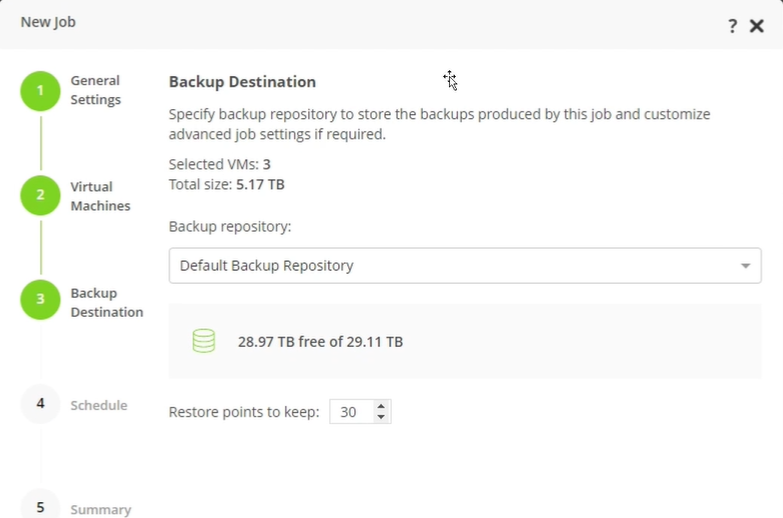 New Job
?
1
General
Settings
2
Virtual
Machines
3
Backup
Destination
4
Schedule
5
Summary
Backup Destination
Specify backup repository to store the backups produced by this job and customize
advanced job settings if required.
Selected VMs: 3
Total size: 5.17 TB
Backup repository:
Default Backup Repository
28.97 TB free of 29.11 TB
Restore points to keep: 30